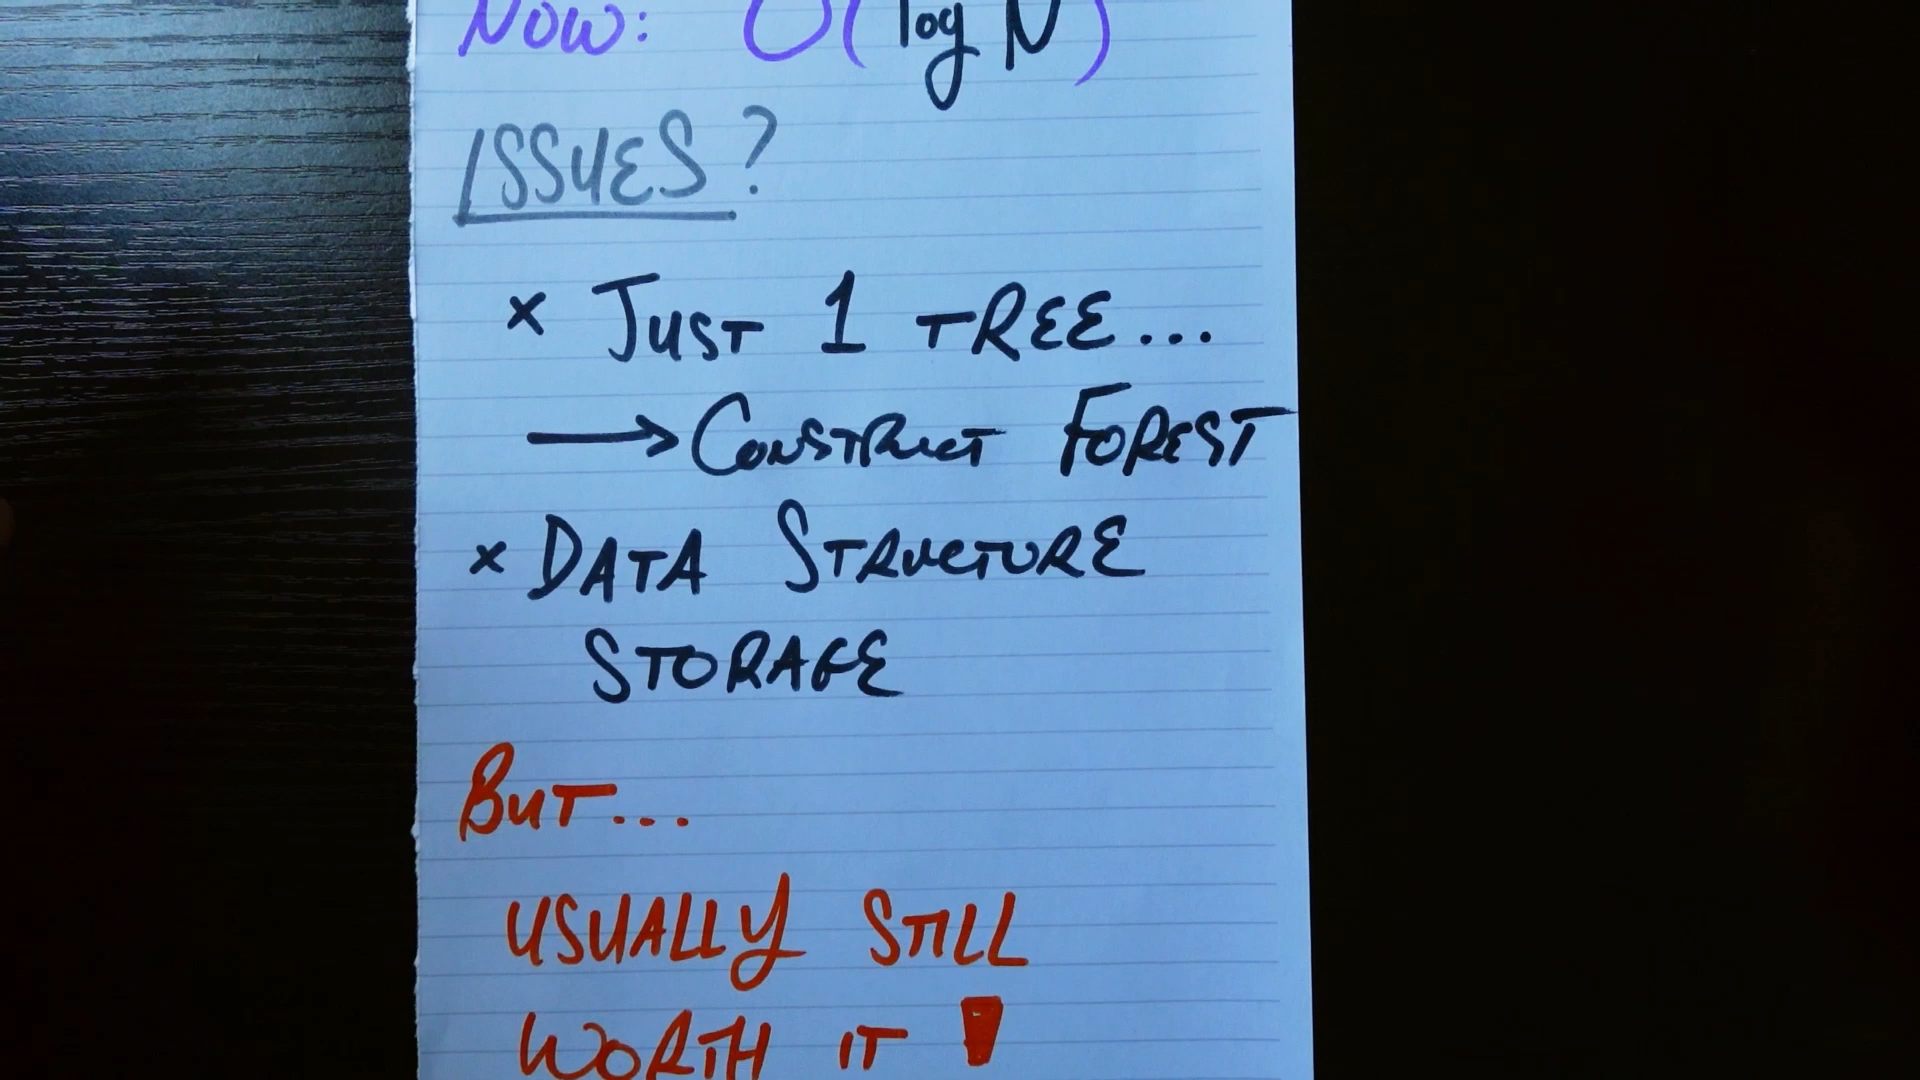 Now: O(log N)
ISSUES?
× JUST 1 TREE...
→ CONSTRUCT FOREST
× DATA STRUCTURE
STORAGE
BUT...
USUALLY STILL
WORTH IT!